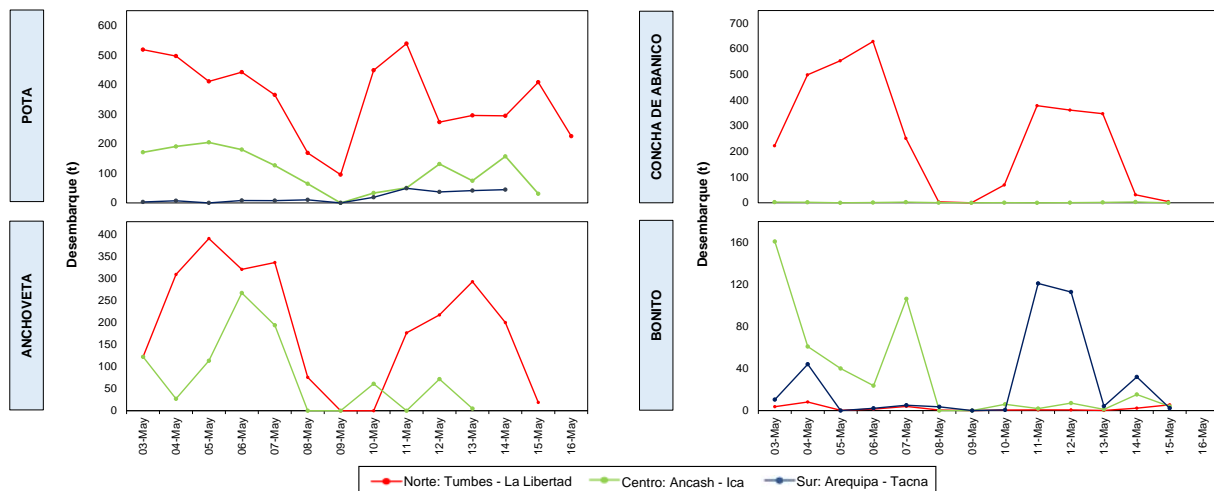 POTA
Desembarque (t)
600
500
400
300
200
100
0
CONCHA DE ABANICO
Desembarque (t)
700
600
500
400
300
200
100
0
ANCHOVETA
400
350
300
250
200
150
100
50
0
03-May
04-May
05-May
06-May
07-May
08-May
09-May
10-May
11-May
12-May
13-May
14-May
15-May
16-May
BONITO
160
120
80
40
0
03-May
04-May
05-May
06-May
07-May
08-May
09-May
10-May
11-May
12-May
13-May
14-May
15-May
16-May
Norte: Tumbes - La Libertad
Centro: Ancash - Ica
Sur: Arequipa - Tacna